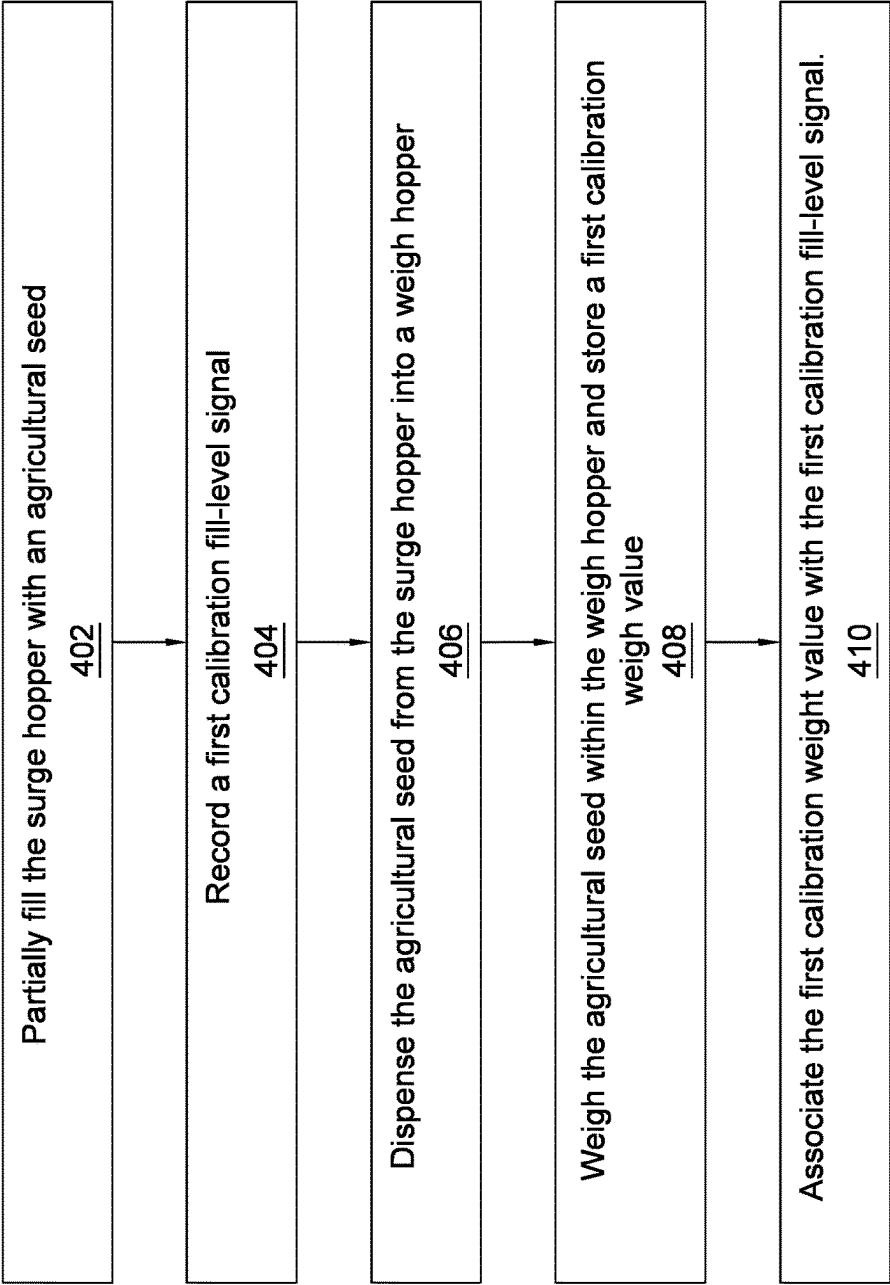 Partially fill the surge hopper with an agricultural seed
402
Record a first calibration fill-level signal
404
Dispense the agricultural seed from the surge hopper into a weigh hopper
406
Weigh the agricultural seed within the weigh hopper and store a first calibration
weigh value
408
Associate the first calibration weight value with the first calibration fill-level signal.
410